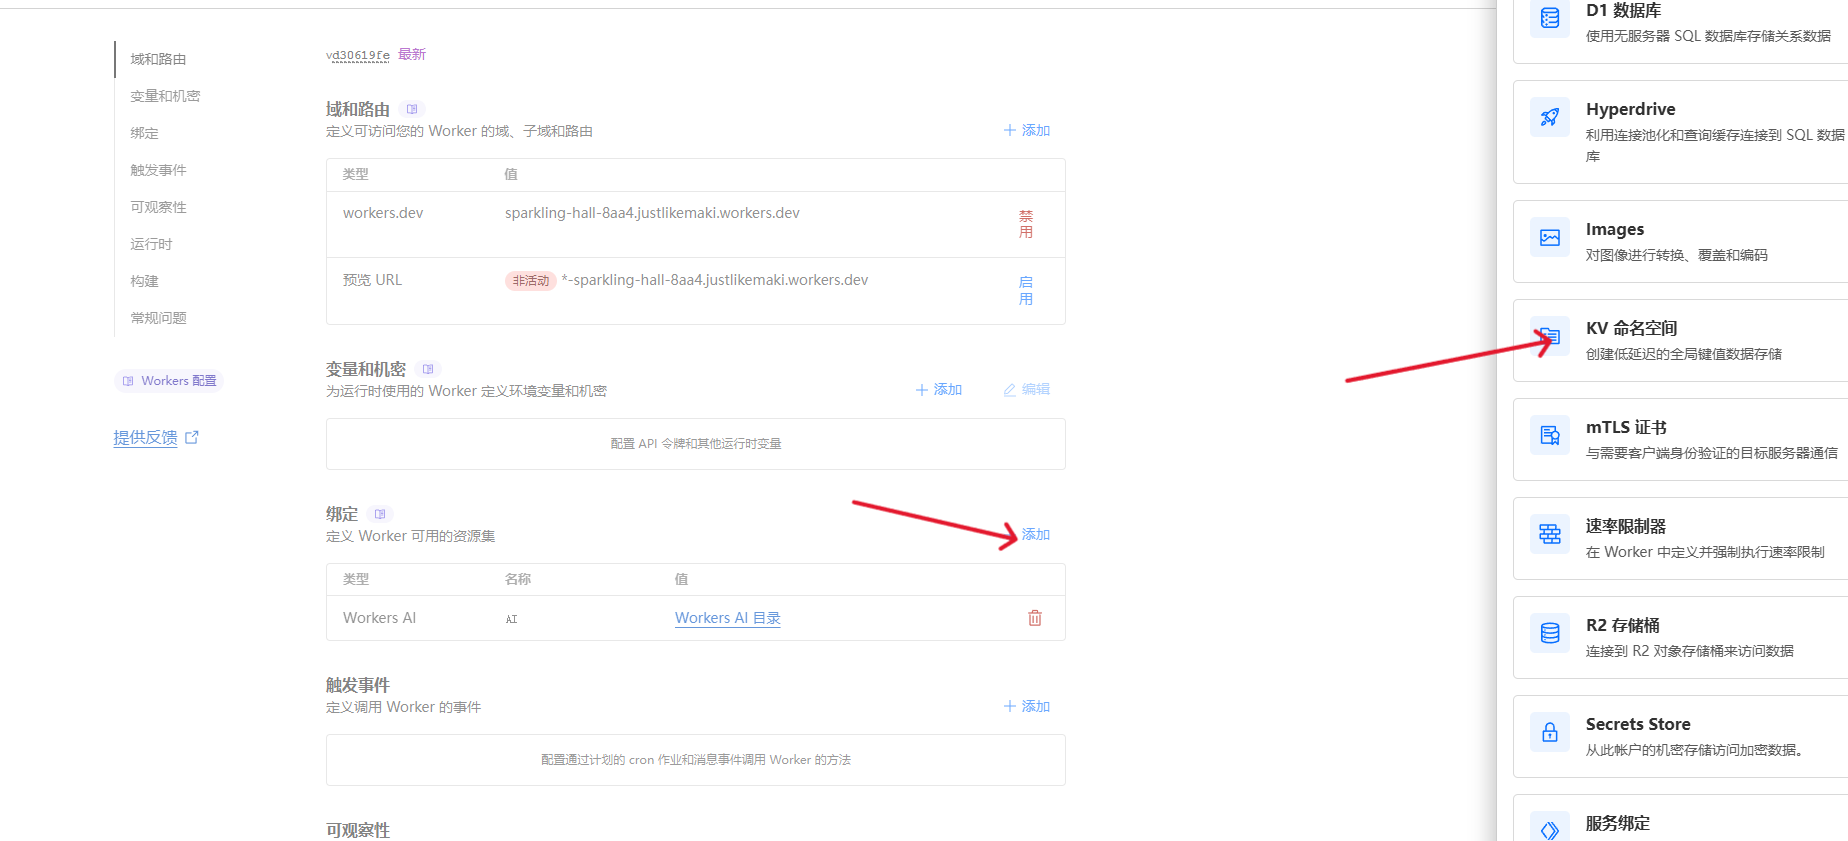 域和路由
变量和机密
绑定
触发事件
可观察性
运行时
构建
常规问题
Workers 配置
提供反馈
vd30619fe 最新
域和路由
定义可访问您的 Worker 的域、子域和路由
添加
类型 值
workers.dev sparkling-hall-8aa4.justlikemaki.workers.dev 禁用
预览 URL 非活动 *-sparkling-hall-8aa4.justlikemaki.workers.dev 启用
变量和机密
为运行时使用的 Worker 定义环境变量和机密
添加 编辑
配置 API 令牌和其他运行时变量
绑定
定义 Worker 可用的资源集
添加
类型 名称 值
Workers AI AI Workers AI 目录
触发事件
定义调用 Worker 的事件
添加
配置通过计划的 cron 作业和消息事件调用 Worker 的方法
可观察性
D1 数据库
使用无服务器 SQL 数据库存储关系数据
Hyperdrive
利用连接池化和查询缓存连接到 SQL 数据
库
Images
对图像进行转换、覆盖和编码
KV 命名空间
创建低延迟的全局键值数据存储
mTLS 证书
与需要客户端身份验证的目标服务器通信
速率限制器
在 Worker 中定义并强制执行速率限制
R2 存储桶
连接到 R2 对象存储桶来访问数据
Secrets Store
从此帐户的机密存储访问加密数据。
服务绑定